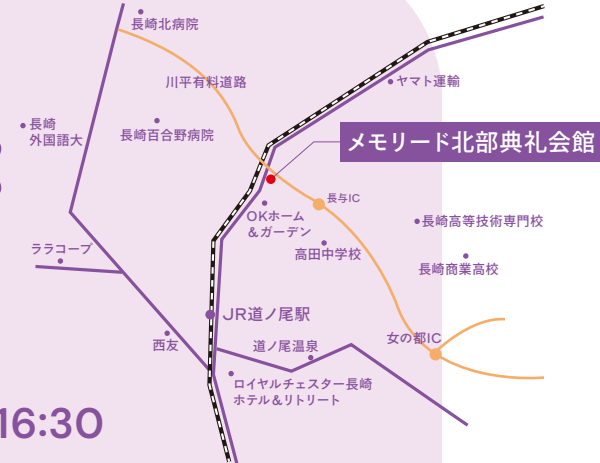 長崎北病院
川平有料道路
ヤマト運輸
長崎
外国語大
長崎百合野病院
メモリード北部典礼会館
長与IC
OKホーム
&ガーデン
長崎高等技術専門校
ララコープ
高田中学校
長崎商業高校
JR道ノ尾駅
西友
道ノ尾温泉
女の都IC
ロイヤルチェスター長崎
ホテル&リトリート
16:30